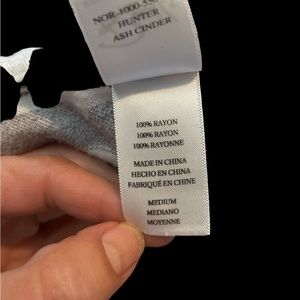 NOR-1000-550
HUNTER
ASH CINDER
100% RAYON
100% RAYON
100% RAYONNE
MADE IN CHINA
HECHO EN CHINA
FABRIQUÉ EN CHINE
MEDIUM
MEDIANO
MOYENNE